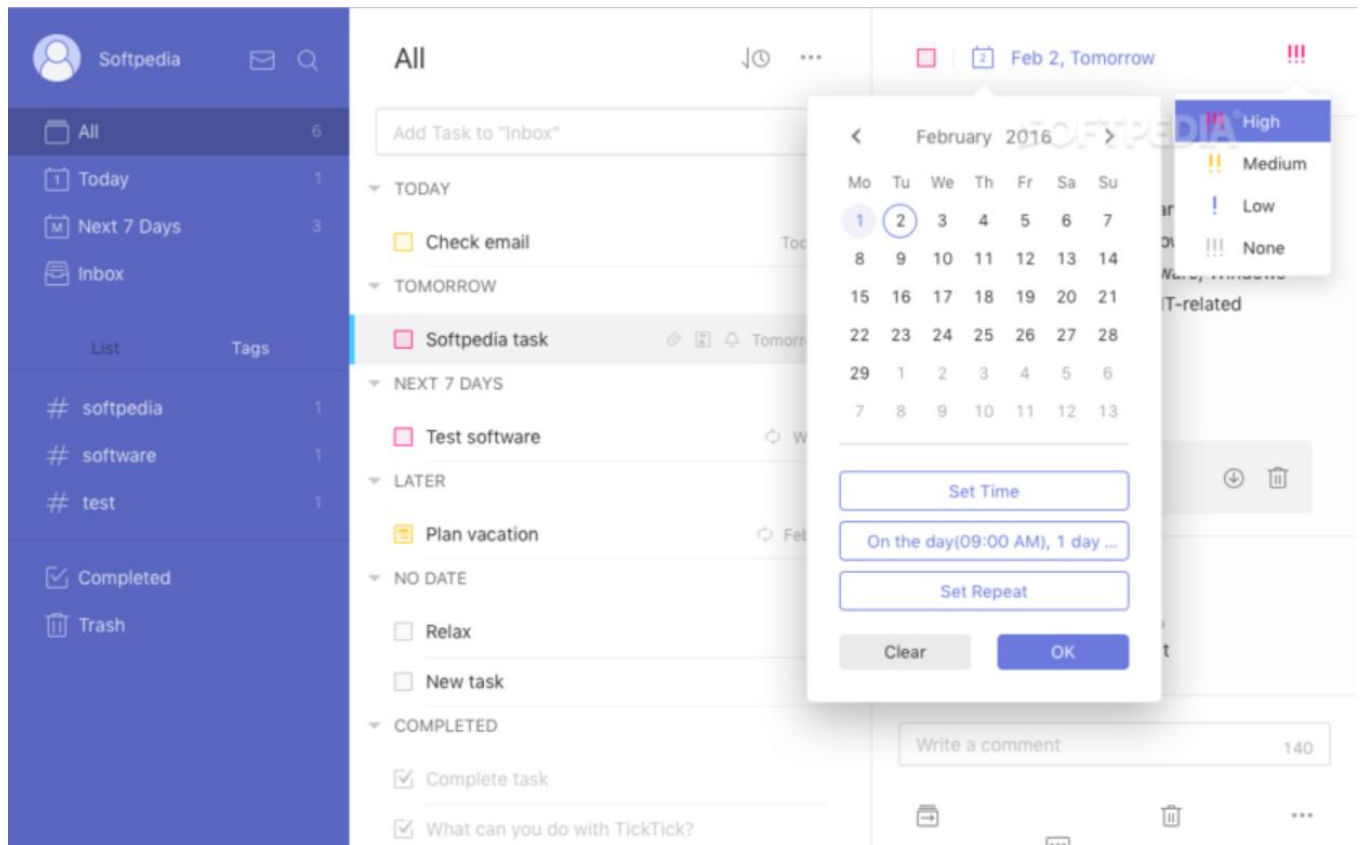 Softpedia
All 6
1 Today 1
M Next 7 Days 3
Inbox
List Tags
# softpedia 1
# software 1
# test 1
Completed
Trash
All
Add Task to "Inbox"
TODAY
Check email
TOMORROW
Softpedia task
NEXT 7 DAYS
Test software
LATER
Plan vacation Feb
NO DATE
Relax
New task
COMPLETED
Complete task
What can you do with TickTick?
2 Feb 2, Tomorrow !!!
SOFTPEDIA®
February 2016
Mo Tu We Th Fr Sa Su
1 2 3 4 5 6 7
8 9 10 11 12 13 14
15 16 17 18 19 20 21
22 23 24 25 26 27 28
29 1 2 3 4 5 6
7 8 9 10 11 12 13
Set Time
On the day(09:00 AM), 1 day ...
Set Repeat
Clear OK
!!! High
!! Medium
! Low
!!! None
IT-related
Write a comment 140